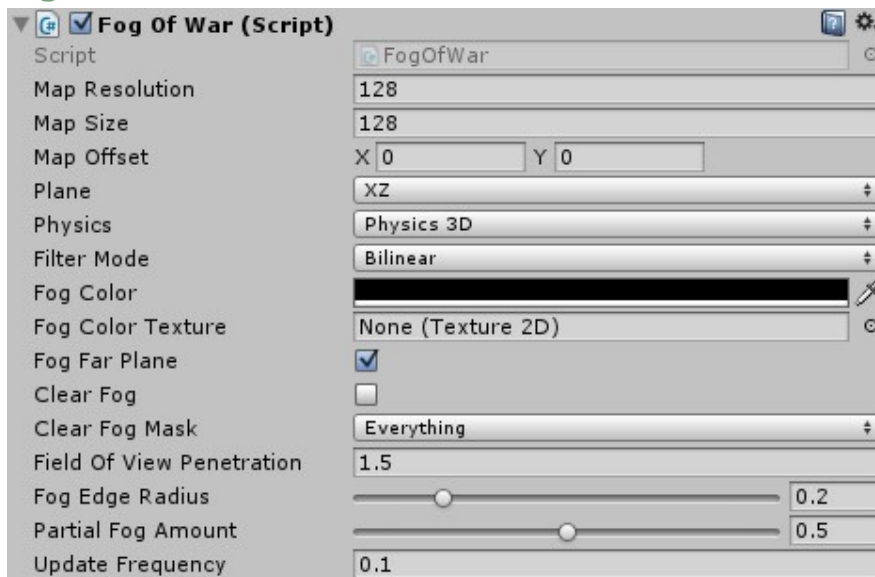 Fog Of War (Script)
Script FogOfWar
Map Resolution 128
Map Size 128
Map Offset X 0 Y 0
Plane XZ
Physics Physics 3D
Filter Mode Bilinear
Fog Color
Fog Color Texture None (Texture 2D)
Fog Far Plane
Clear Fog
Clear Fog Mask Everything
Field Of View Penetration 1.5
Fog Edge Radius 0.2
Partial Fog Amount 0.5
Update Frequency 0.1